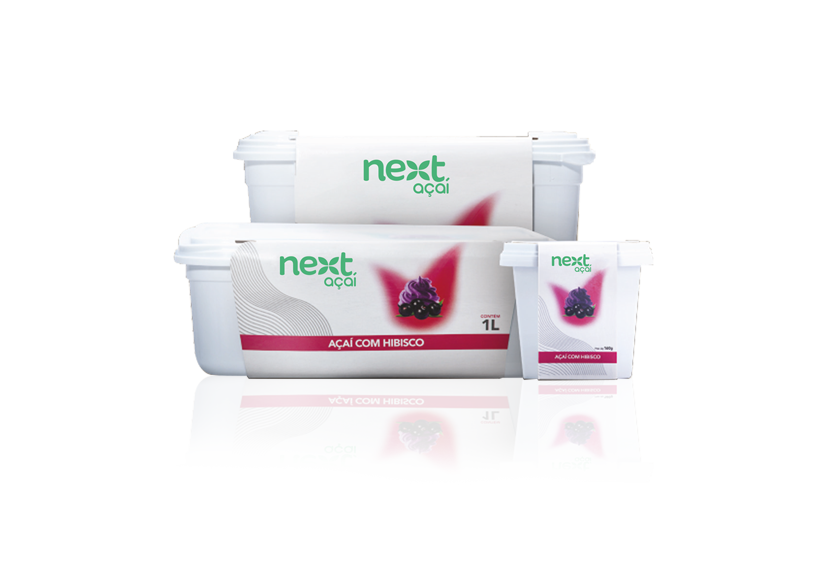 next
açaí
next
açaí
CONTÉM
1L
AÇAÍ COM HIBISCO
next
açaí
AÇAÍ COM HIBISCO